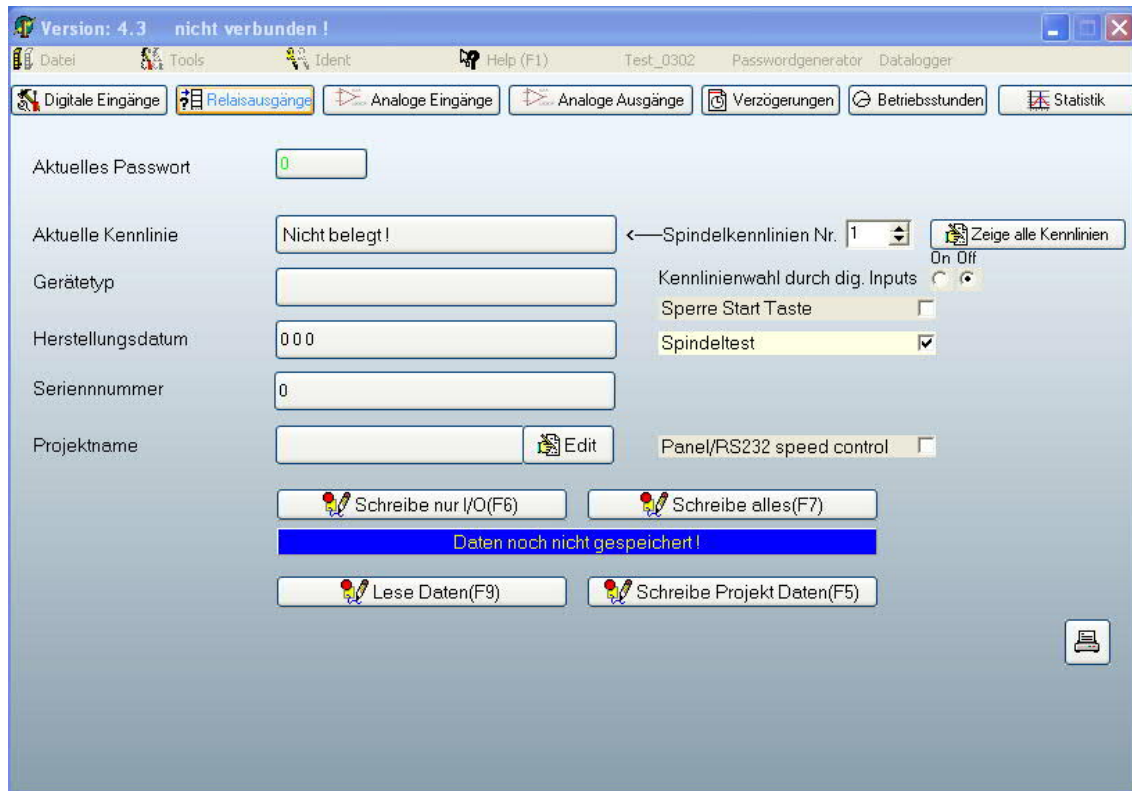 Version: 4.3 nicht verbunden !
Datei Tools Ident Help (F1) Test_0302 Passwordgenerator Datalogger
Digitale Eingänge Relaisausgänge Analoge Eingänge Analoge Ausgänge Verzögerungen Betriebsstunden Statistik
Aktuelles Passwort 0
Aktuelle Kennlinie Nicht belegt ! <——Spindelkennlinien Nr. 1 Zeige alle Kennlinien
On Off
Gerätetyp Kennlinienwahl durch dig. Inputs
Sperre Start Taste
Herstellungsdatum 0 0 0 Spindeltest
Seriennnummer 0
Projektname Edit Panel/RS232 speed control
Schreibe nur I/O(F6) Schreibe alles(F7)
Daten noch nicht gespeichert !
Lese Daten(F9) Schreibe Projekt Daten(F5)